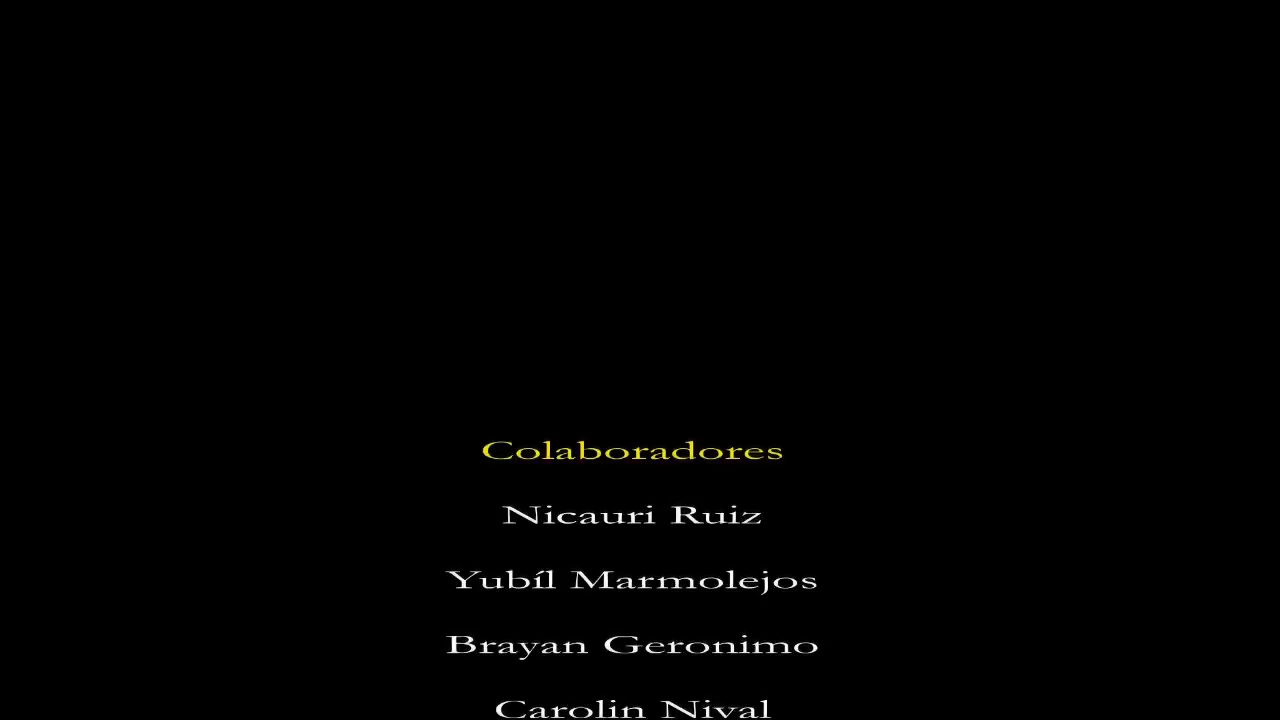 Colaboradores
Nicauri Ruiz
Yubíl Marmolejos
Brayan Geronimo
Carolin Nival